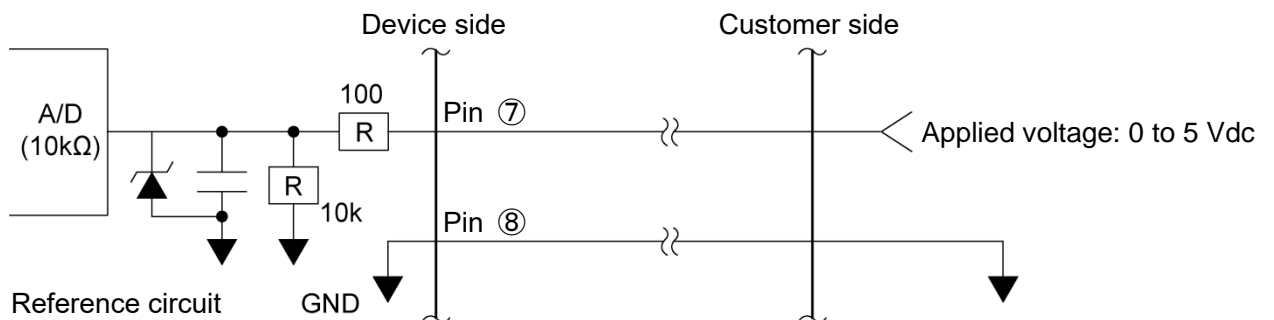 Device side
Customer side
100
A/D
(10kΩ)
R
Pin ⑦
Applied voltage: 0 to 5 Vdc
R
10k
Pin ⑧
Reference circuit
GND